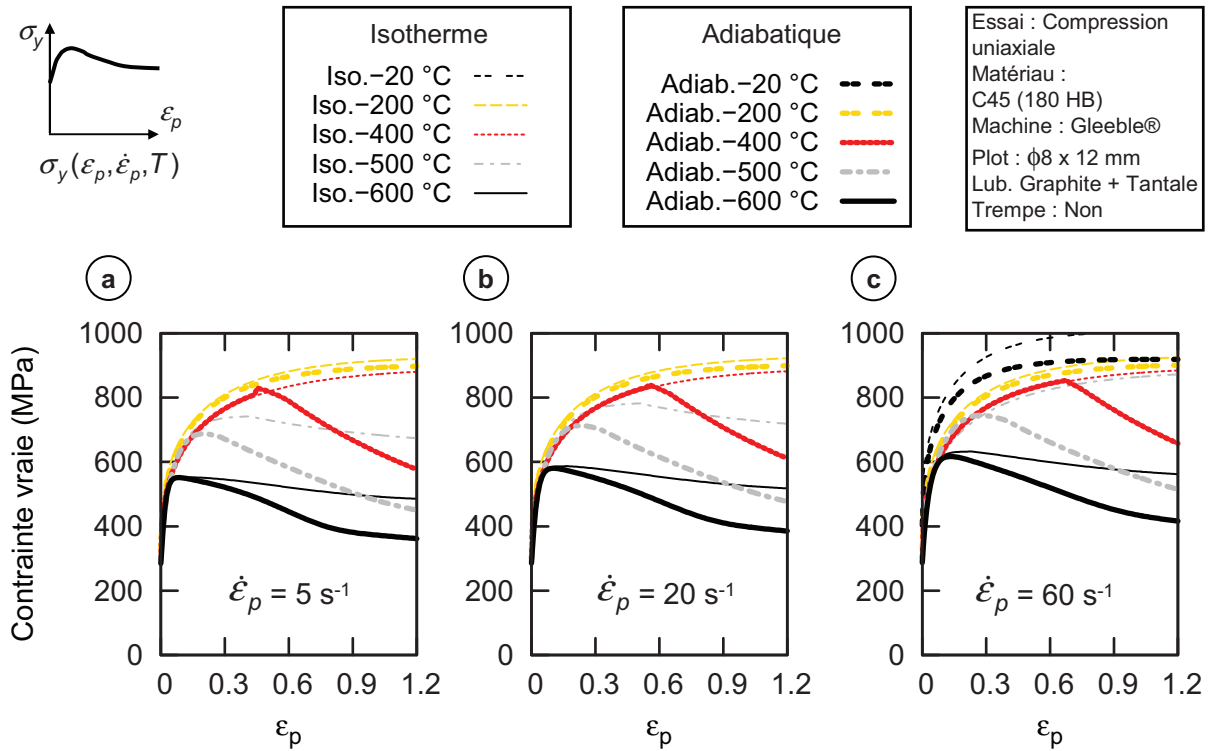 σy
εp
σy(εp,ε̇p,T)
Isotherme
Iso.−20 °C
Iso.−200 °C
Iso.−400 °C
Iso.−500 °C
Iso.−600 °C
Adiabatique
Adiab.−20 °C
Adiab.−200 °C
Adiab.−400 °C
Adiab.−500 °C
Adiab.−600 °C
Essai : Compression
uniaxiale
Matériau :
C45 (180 HB)
Machine : Gleeble®
Plot : ϕ8 x 12 mm
Lub. Graphite + Tantale
Trempe : Non
a
b
c
Contrainte vraie (MPa)
1000
800
600
400
200
0
ε̇p = 5 s-1
0 0.3 0.6 0.9 1.2
εp
1000
800
600
400
200
0
ε̇p = 20 s-1
0 0.3 0.6 0.9 1.2
εp
1000
800
600
400
200
0
ε̇p = 60 s-1
0 0.3 0.6 0.9 1.2
εp